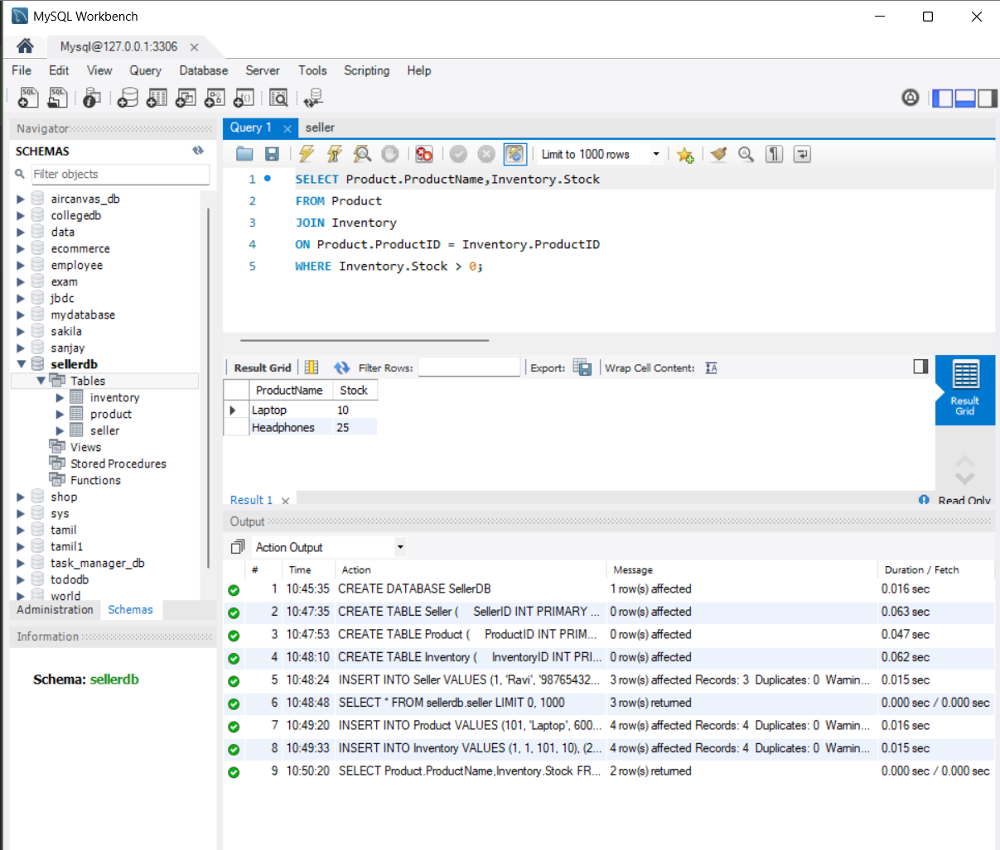 MySQL Workbench
Mysql@127.0.0.1:3306
File Edit View Query Database Server Tools Scripting Help
Navigator
SCHEMAS
Filter objects
aircanvas_db
collegedb
data
ecommerce
employee
exam
jbdc
mydatabase
sakila
sanjay
sellerdb
Tables
inventory
product
seller
Views
Stored Procedures
Functions
shop
sys
tamil
tamil1
task_manager_db
tododb
world
Administration Schemas
Information
Schema: sellerdb
Query 1 seller
Limit to 1000 rows
1 SELECT Product.ProductName,Inventory.Stock
2 FROM Product
3 JOIN Inventory
4 ON Product.ProductID = Inventory.ProductID
5 WHERE Inventory.Stock > 0;
Result Grid Filter Rows: Export: Wrap Cell Content:
ProductName Stock
Laptop 10
Headphones 25
Result Grid
Result 1 Read Only
Output
Action Output
# Time Action Message Duration / Fetch
1 10:45:35 CREATE DATABASE SellerDB 1 row(s) affected 0.016 sec
2 10:47:35 CREATE TABLE Seller ( SellerID INT PRIMARY ... 0 row(s) affected 0.063 sec
3 10:47:53 CREATE TABLE Product ( ProductID INT PRIM... 0 row(s) affected 0.047 sec
4 10:48:10 CREATE TABLE Inventory ( InventoryID INT PRI... 0 row(s) affected 0.062 sec
5 10:48:24 INSERT INTO Seller VALUES (1, 'Ravi', '98765432... 3 row(s) affected Records: 3 Duplicates: 0 Warnin... 0.015 sec
6 10:48:48 SELECT * FROM sellerdb.seller LIMIT 0, 1000 3 row(s) returned 0.000 sec / 0.000 sec
7 10:49:20 INSERT INTO Product VALUES (101, 'Laptop', 600... 4 row(s) affected Records: 4 Duplicates: 0 Warnin... 0.016 sec
8 10:49:33 INSERT INTO Inventory VALUES (1, 1, 101, 10), (2... 4 row(s) affected Records: 4 Duplicates: 0 Warnin... 0.015 sec
9 10:50:20 SELECT Product.ProductName,Inventory.Stock FR... 2 row(s) returned 0.000 sec / 0.000 sec